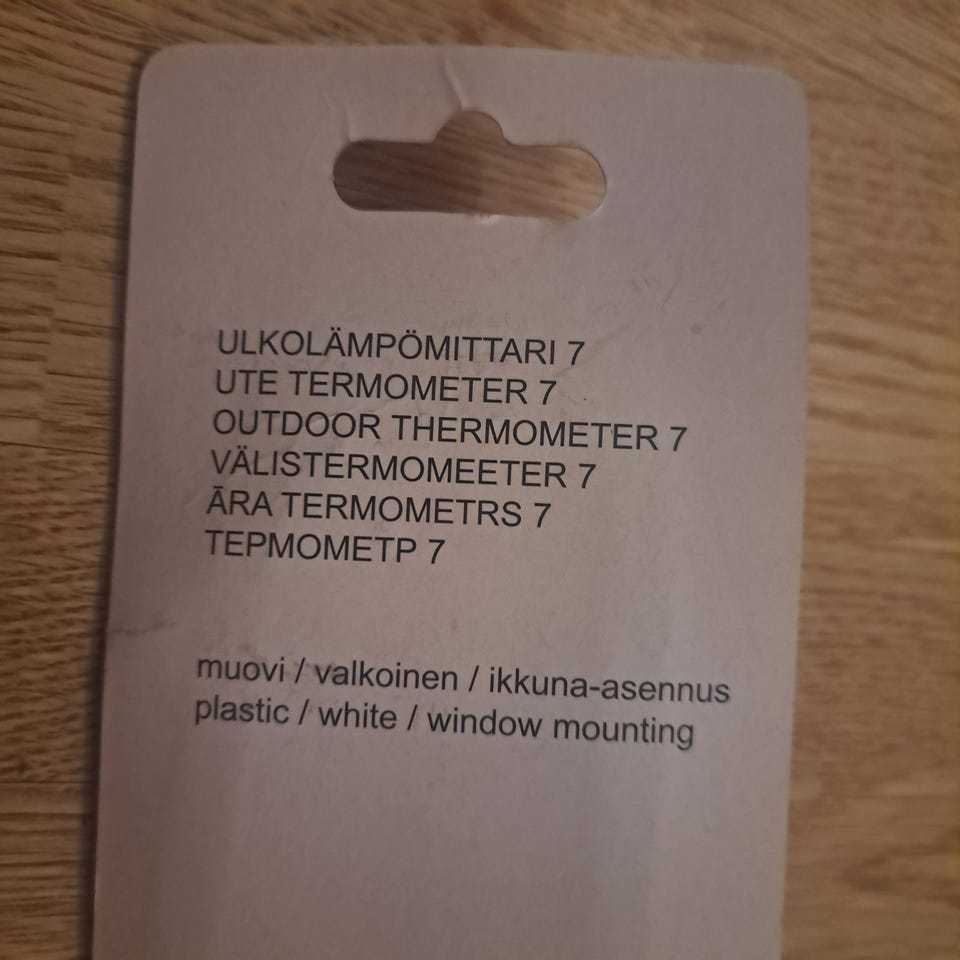 ULKOLÄMPÖMITTARI 7
UTE TERMOMETER 7
OUTDOOR THERMOMETER 7
VÄLISTERMOMEETER 7
ĀRA TERMOMETRS 7
ТЕРМОМЕТР 7
muovi / valkoinen / ikkuna-asennus
plastic / white / window mounting